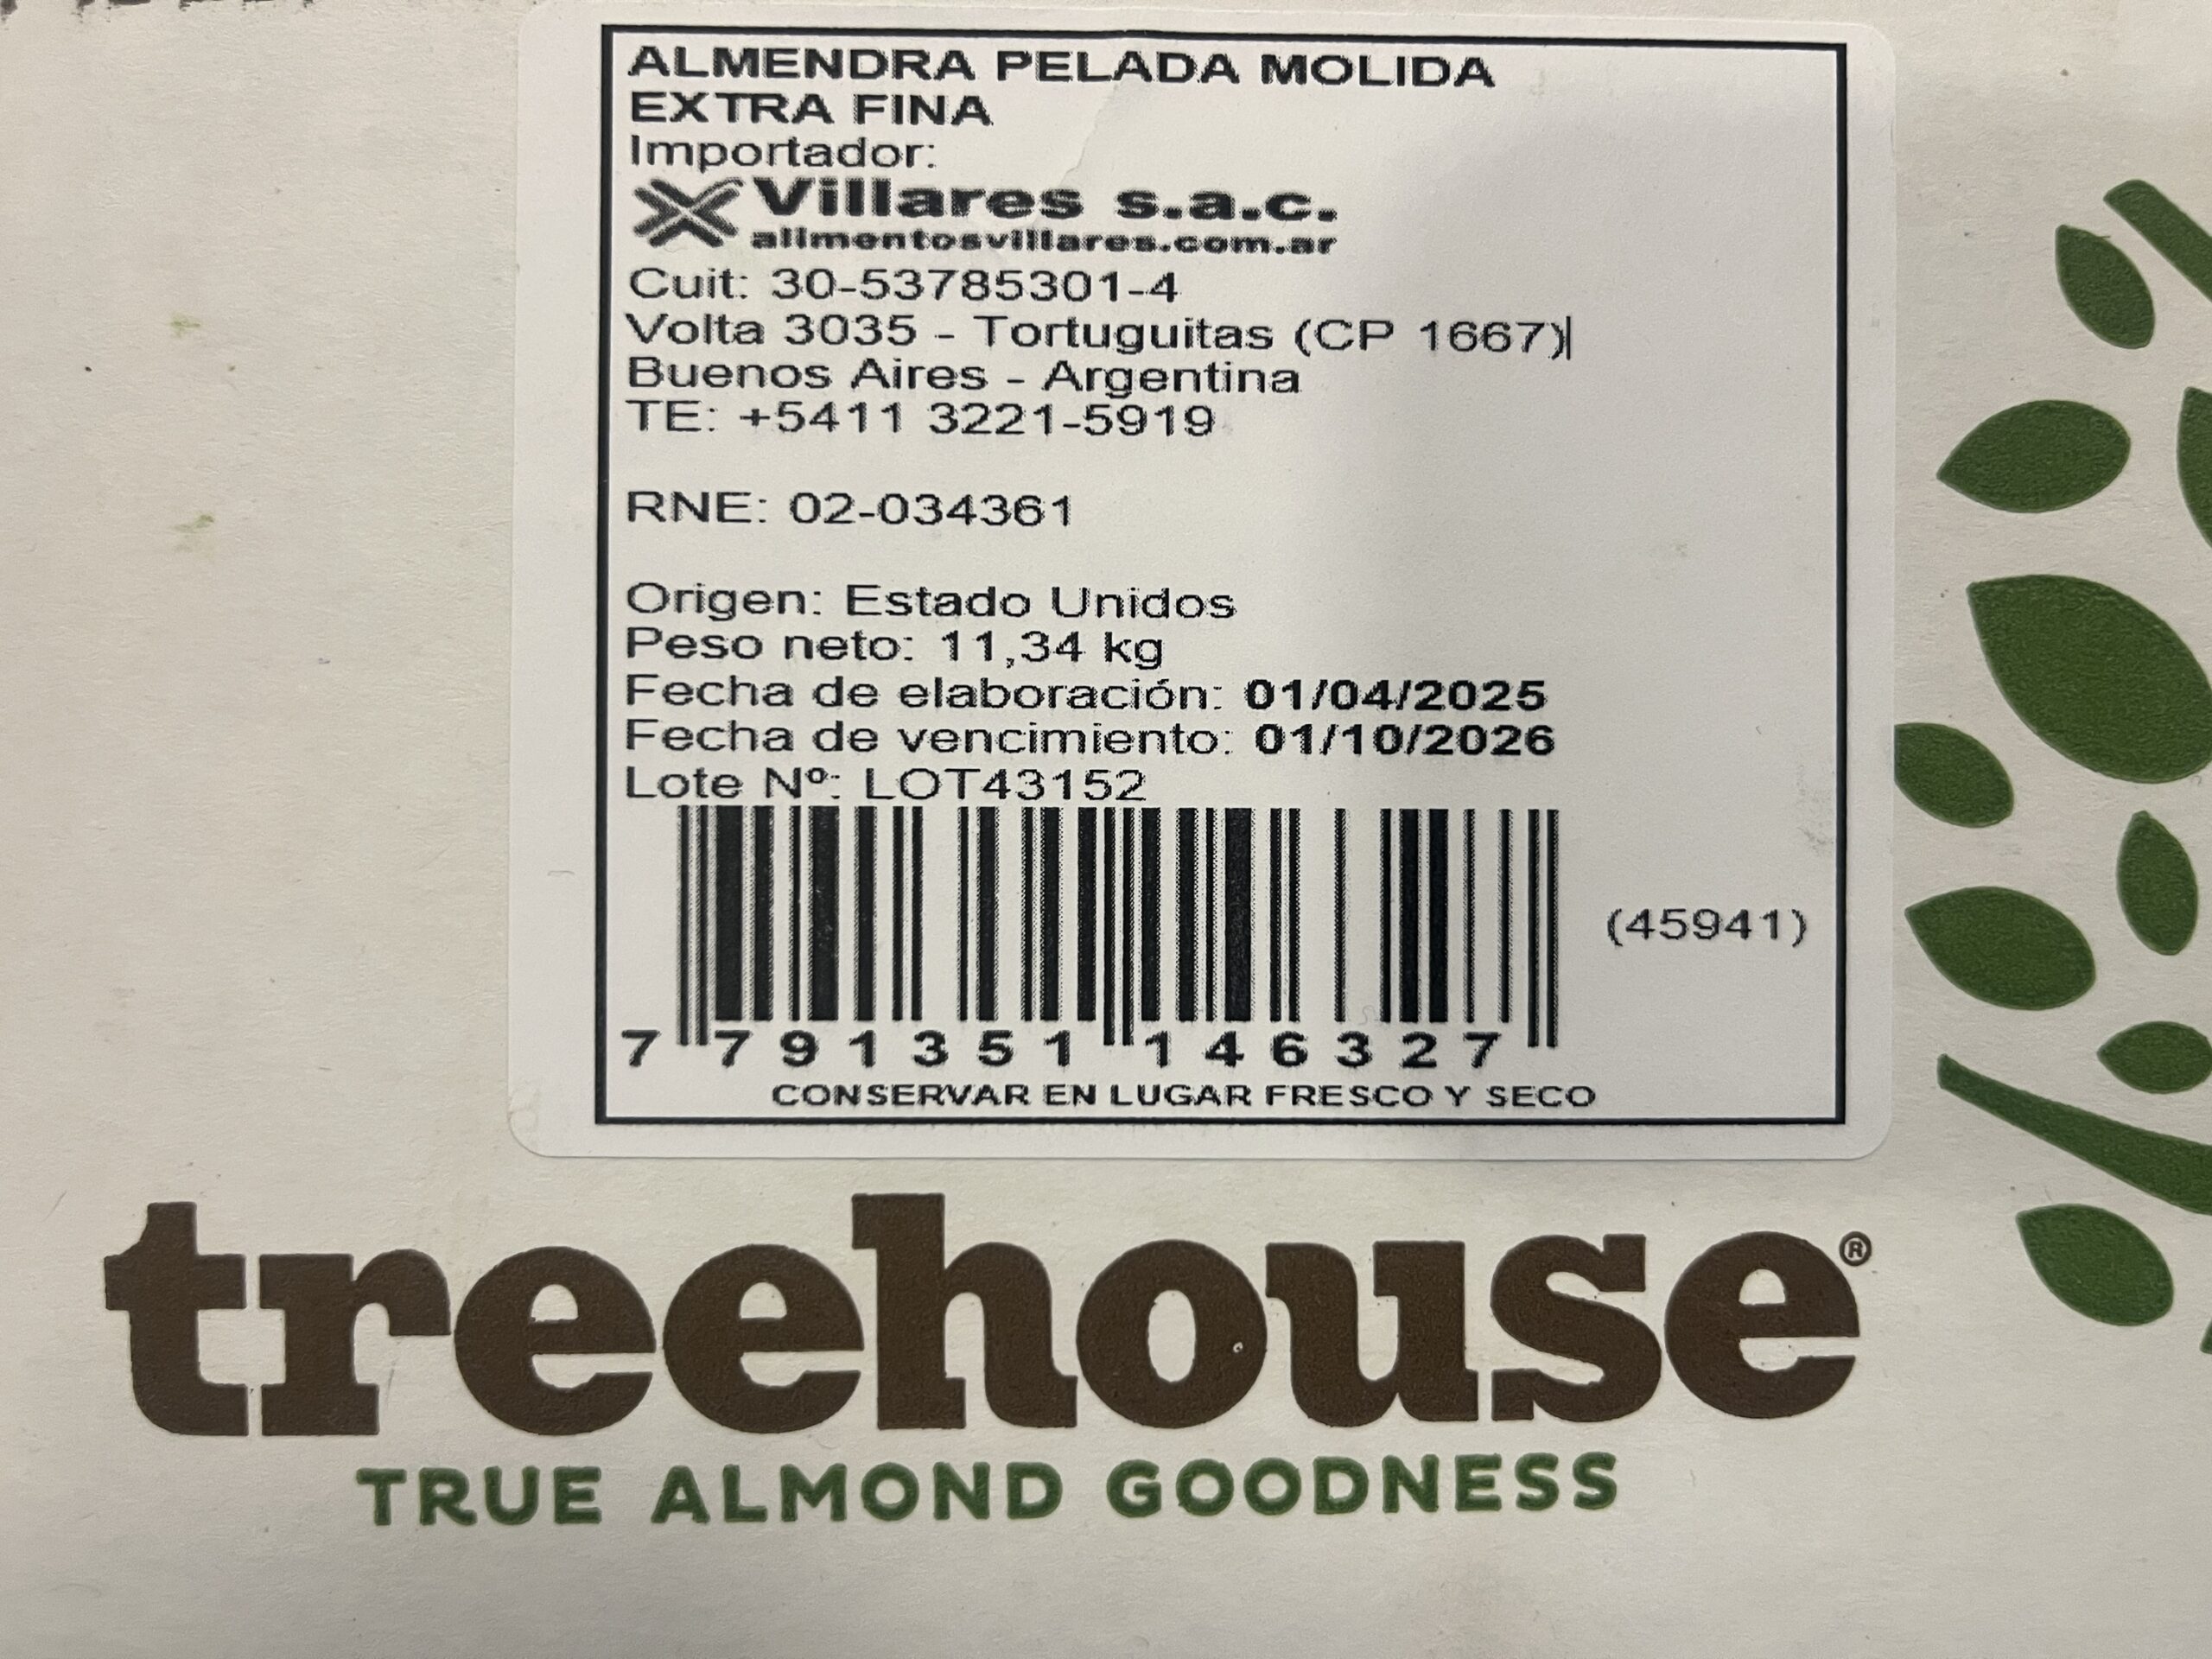 ALMENDRA PELADA MOLIDA
EXTRA FINA
Importador:
Villares s.a.c.
alimentosvillares.com.ar
Cuit: 30-53785301-4
Volta 3035 - Tortuguitas (CP 1667)|
Buenos Aires - Argentina
TE: +5411 3221-5919
RNE: 02-034361
Origen: Estado Unidos
Peso neto: 11,34 kg
Fecha de elaboración: 01/04/2025
Fecha de vencimiento: 01/10/2026
Lote Nº: LOT43152
(45941)
7 791351 146327
CONSERVAR EN LUGAR FRESCO Y SECO
treehouse®
TRUE ALMOND GOODNESS